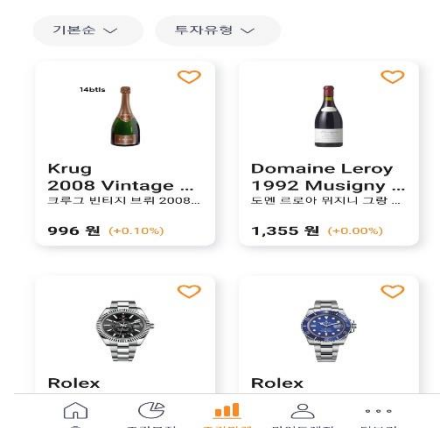 기본순
투자유형
14btls
Krug
2008 Vintage ...
크루그 빈티지 브뤼 2008...
996 원 (+0.10%)
Domaine Leroy
1992 Musigny ...
도멘 르로아 뮈지니 그랑 ...
1,355 원 (+0.00%)
Rolex
Rolex